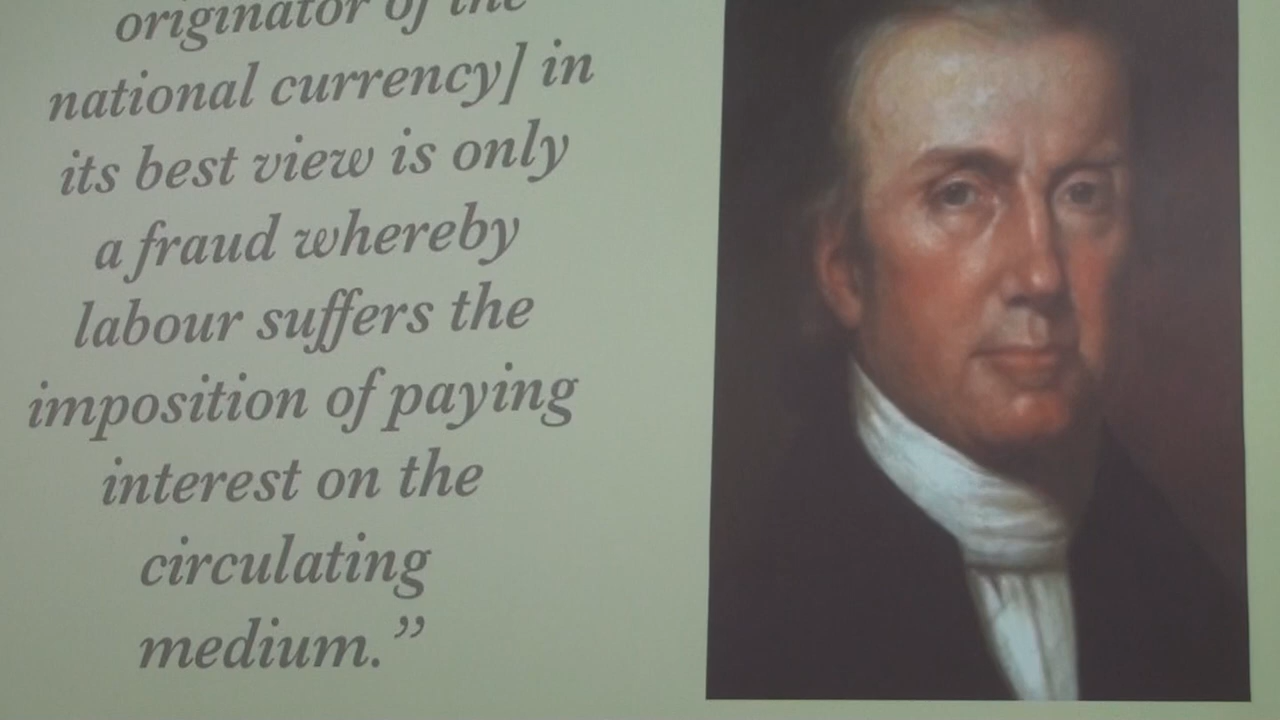 originator of the
national currency] in
its best view is only
a fraud whereby
labour suffers the
imposition of paying
interest on the
circulating
medium.”